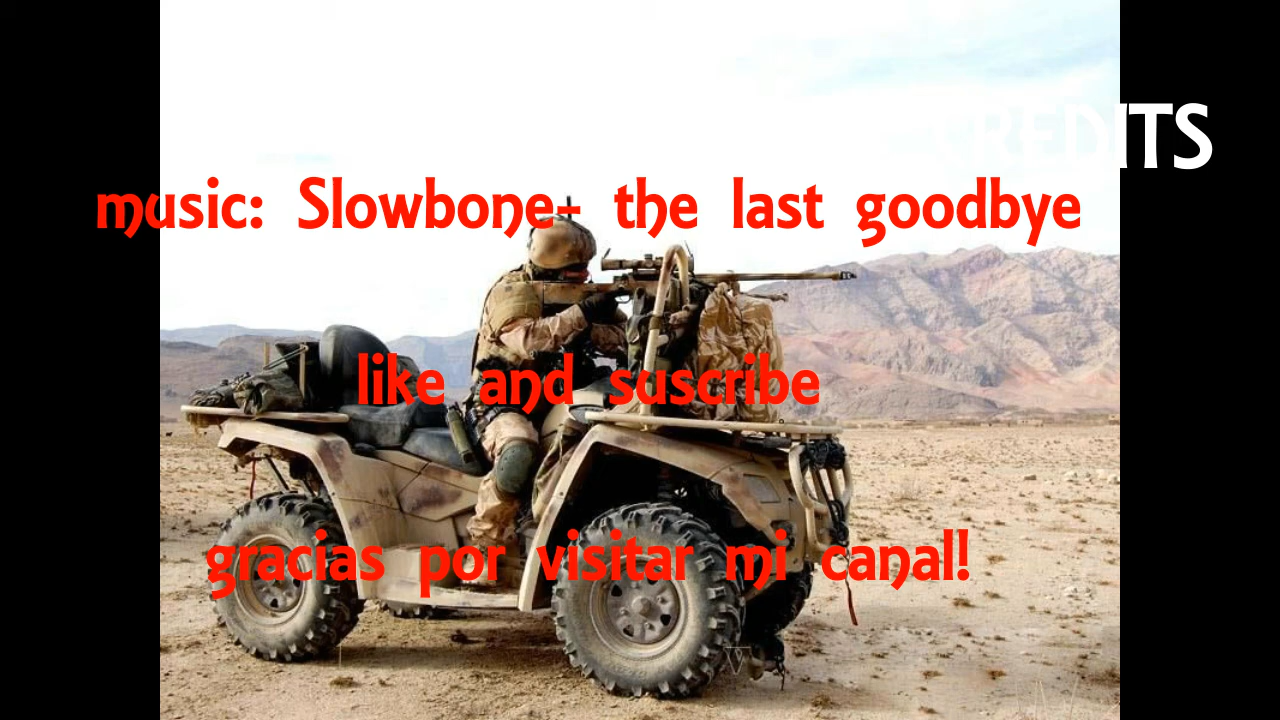 CREDITS
music: Slowbone- the last goodbye
like and suscribe
gracias por visitar mi canal!